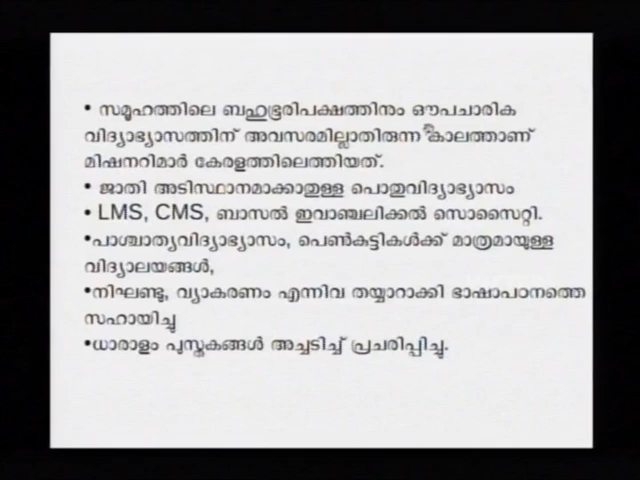 • സമൂഹത്തിലെ ബഹുഭൂരിപക്ഷത്തിനും ഔപചാരിക
വിദ്യാഭ്യാസത്തിന് അവസരമില്ലാതിരുന്ന കാലത്താണ്
മിഷനറിമാർ കേരളത്തിലെത്തിയത്.
• ജാതി അടിസ്ഥാനമാക്കാതുള്ള പൊതുവിദ്യാഭ്യാസം
• LMS, CMS, ബാസൽ ഇവാഞ്ചലിക്കൽ സൊസൈറ്റി.
•പാശ്ചാത്യവിദ്യാഭ്യാസം, പെൺകുട്ടികൾക്ക് മാത്രമായുള്ള
വിദ്യാലയങ്ങൾ,
•നിഘണ്ടു, വ്യാകരണം എന്നിവ തയ്യാറാക്കി ഭാഷാപഠനത്തെ
സഹായിച്ചു
•ധാരാളം പുസ്തകങ്ങൾ അച്ചടിച്ച് പ്രചരിപ്പിച്ചു.